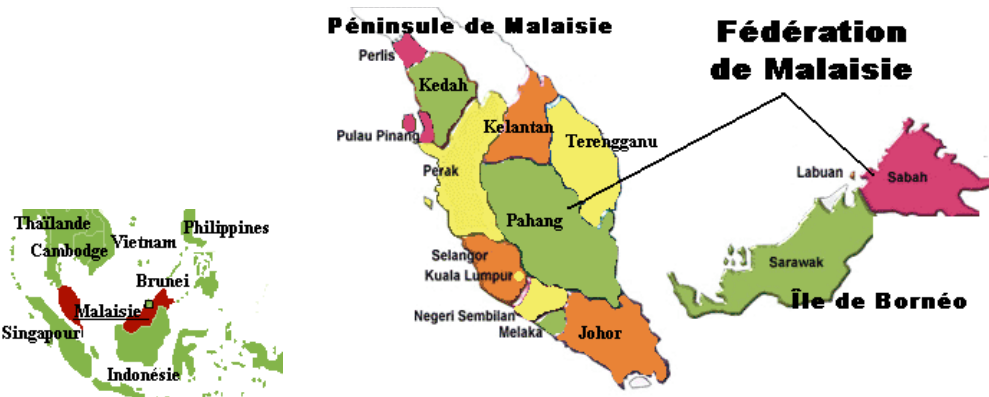 Péninsule de Malaisie
Fédération
de Malaisie
Perlis
Kedah
Pulau Pinang
Kelantan
Terengganu
Perak
Pahang
Selangor
Kuala Lumpur
Negeri Sembilan
Melaka
Johor
Labuan
Sabah
Sarawak
Île de Bornéo
Thaïlande
Cambodge
Vietnam
Philippines
Brunei
Malaisie
Singapour
Indonésie